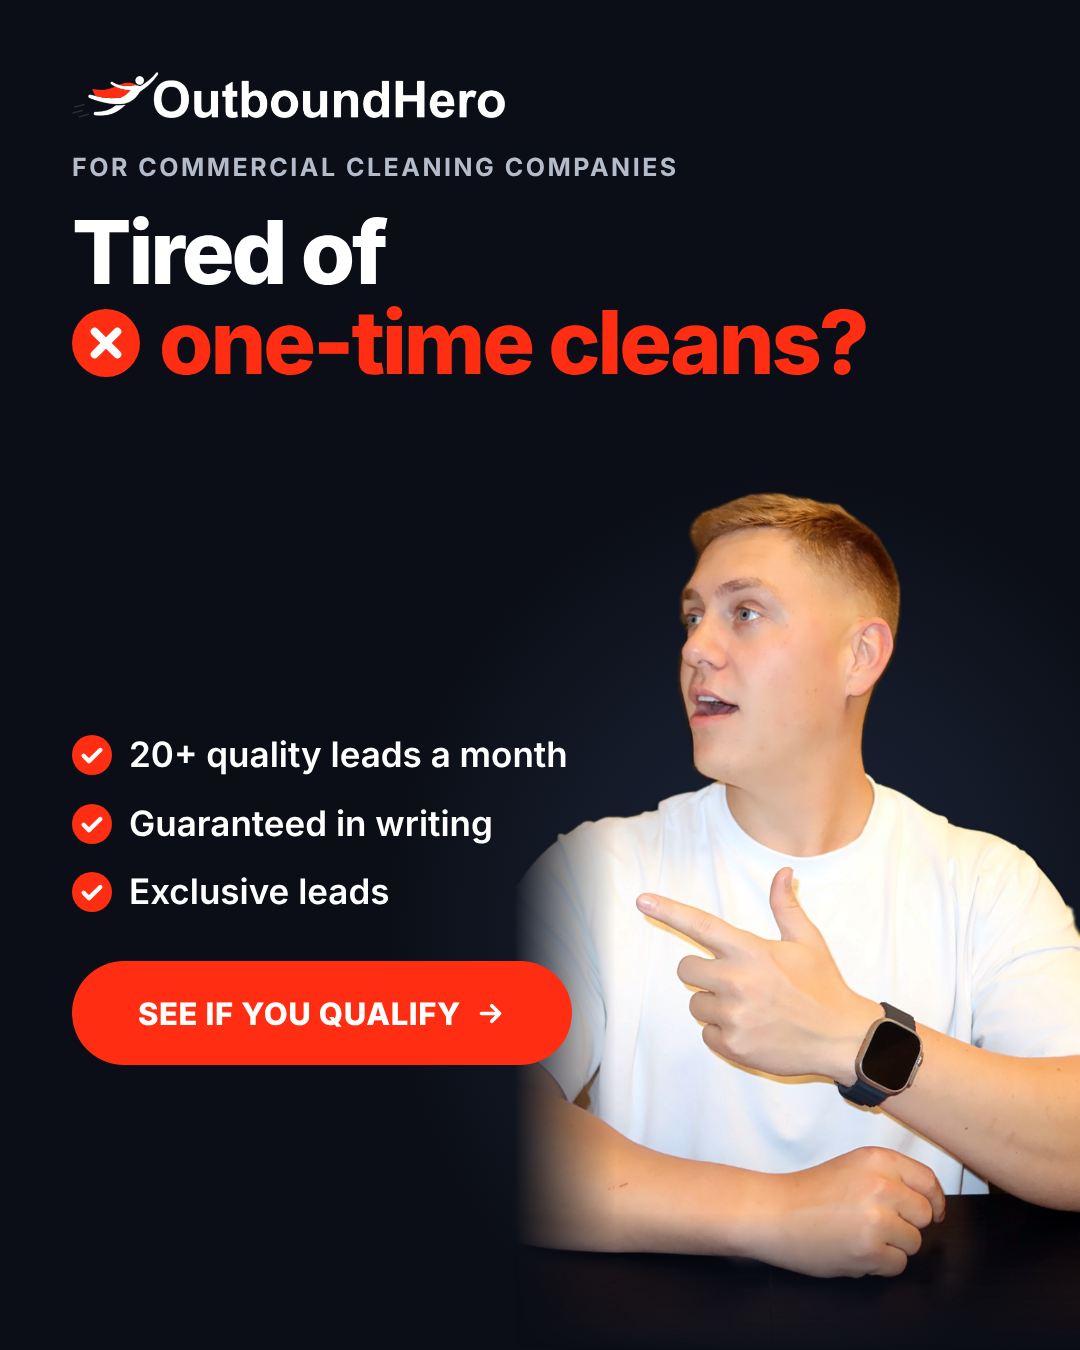 OutboundHero
FOR COMMERCIAL CLEANING COMPANIES
Tired of
one-time cleans?
20+ quality leads a month
Guaranteed in writing
Exclusive leads
SEE IF YOU QUALIFY →